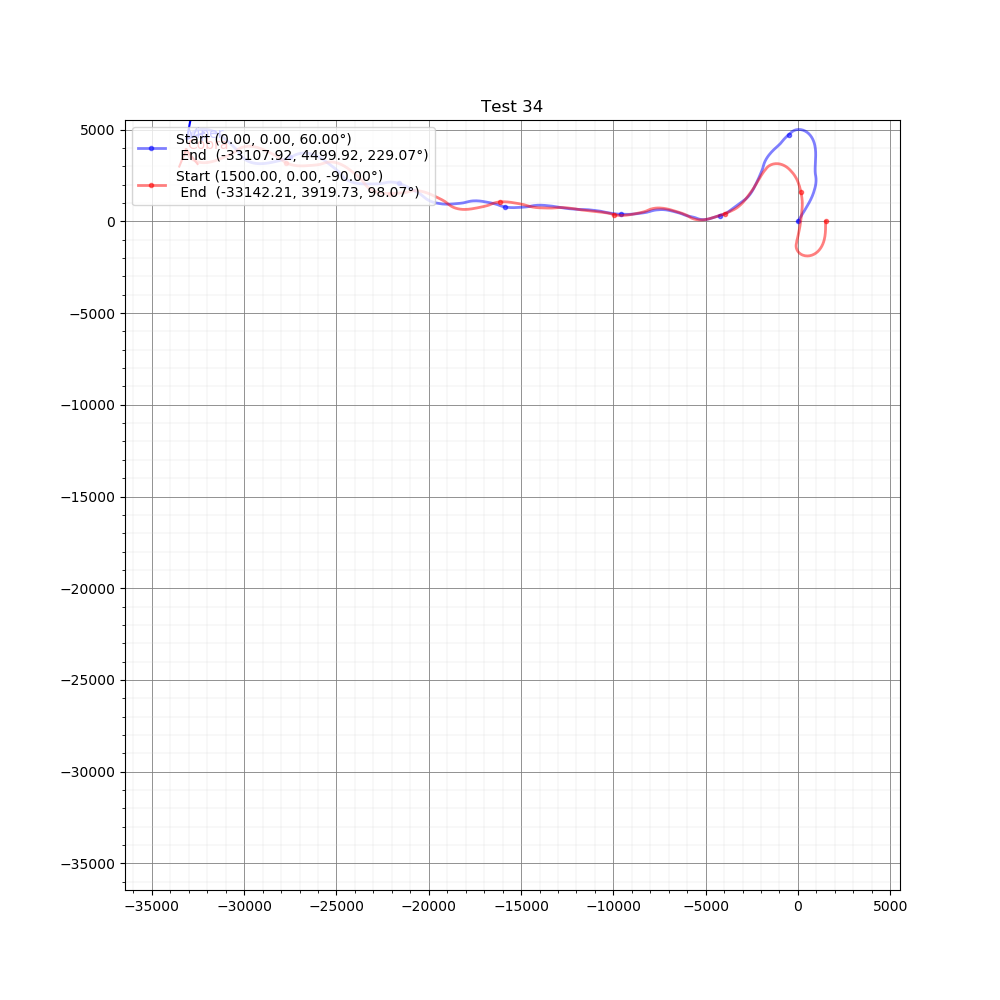 Test 34
Start (0.00, 0.00, 60.00°)
End (-33107.92, 4499.92, 229.07°)
Start (1500.00, 0.00, -90.00°)
End (-33142.21, 3919.73, 98.07°)
5000
0
−5000
−10000
−15000
−20000
−25000
−30000
−35000
−35000 −30000 −25000 −20000 −15000 −10000 −5000 0 5000